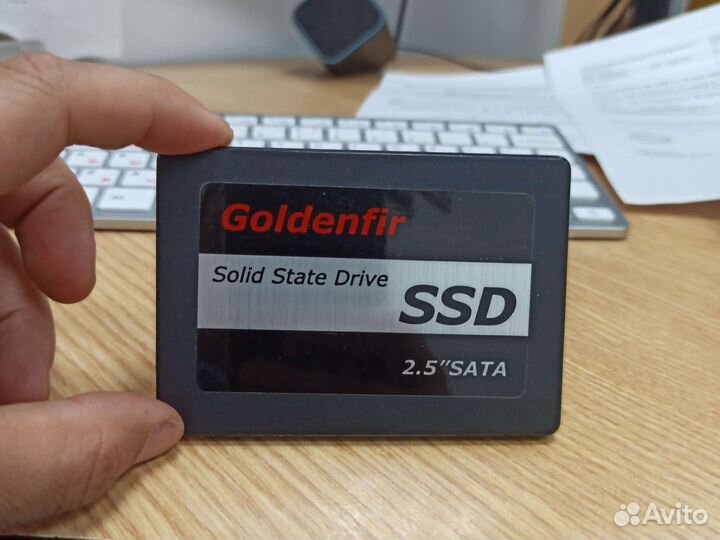 Goldenfir
Solid State Drive
SSD
2.5"SATA
Avito